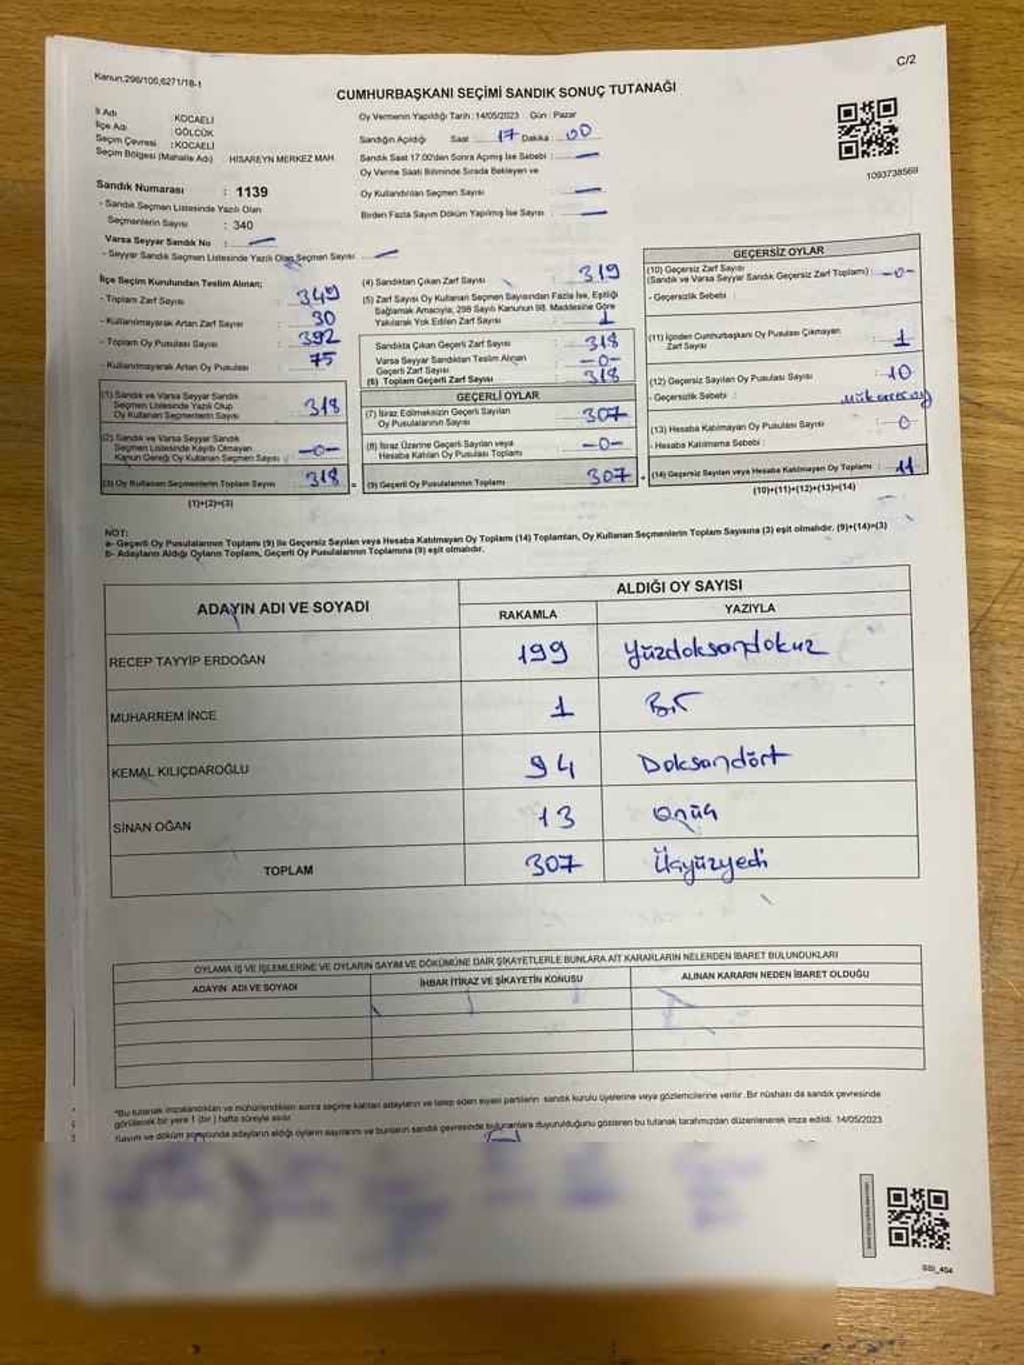 Kanun,298/105,6271/18-1
C/2
CUMHURBAŞKANI SEÇİMİ SANDIK SONUÇ TUTANAĞI
İl Adı : KOCAELİ
İlçe Adı : GÖLCÜK
Seçim Çevresi : KOCAELİ
Seçim Bölgesi (Mahalle Adı) HISAREYN MERKEZ MAH.
Sandık Numarası : 1139
- Sandık Seçmen Listesinde Yazılı Olan
Seçmenlerin Sayısı : 340
Varsa Seyyar Sandık No : —
- Seyyar Sandık Seçmen Listesinde Yazılı Olan Seçmen Sayısı : —
Oy Vermenin Yapıldığı Tarih : 14/05/2023 Gün : Pazar
Sandığın Açıldığı Saat 17 Dakika : 00
Sandık Saat 17.00'den Sonra Açılmış İse Sebebi : —
Oy Verme Saati Bitiminde Sırada Bekleyen ve
Oy Kullandırılan Seçmen Sayısı : —
Birden Fazla Sayım Döküm Yapılmış İse Sayısı : —
1093738569
İlçe Seçim Kurulundan Teslim Alınan;
- Toplam Zarf Sayısı : 349
- Kullanılmayarak Artan Zarf Sayısı : 30
- Toplam Oy Pusulası Sayısı : 392
- Kullanılmayarak Artan Oy Pusulası : 75
(1) Sandık ve Varsa Seyyar Sandık
Seçmen Listesinde Yazılı Olup
Oy Kullanan Seçmenlerin Sayısı : 318
(2) Sandık ve Varsa Seyyar Sandık
Seçmen Listesinde Kayıtlı Olmayan
Kanun Gereği Oy Kullanan Seçmen Sayısı : -0-
(3) Oy Kullanan Seçmenlerin Toplam Sayısı : 318
(1)+(2)=(3)
(4) Sandıktan Çıkan Zarf Sayısı : 319
(5) Zarf Sayısı Oy Kullanan Seçmen Sayısından Fazla İse, Eşitliği
Sağlamak Amacıyla; 298 Sayılı Kanunun 98. Maddesine Göre
Yakılarak Yok Edilen Zarf Sayısı : 1
Sandıkta Çıkan Geçerli Zarf Sayısı : 318
Varsa Seyyar Sandıktan Teslim Alınan
Geçerli Zarf Sayısı : -0-
(6) Toplam Geçerli Zarf Sayısı : 318
GEÇERLİ OYLAR
(7) İtiraz Edilmeksizin Geçerli Sayılan
Oy Pusulalarının Sayısı : 307
(8) İtiraz Üzerine Geçerli Sayılan veya
Hesaba Katılan Oy Pusulası Toplamı : -0-
= (9) Geçerli Oy Pusulalarının Toplamı : 307
GEÇERSİZ OYLAR
(10) Geçersiz Zarf Sayısı
(Sandık ve Varsa Seyyar Sandık Geçersiz Zarf Toplamı) : -0-
- Geçersizlik Sebebi :
(11) İçinden Cumhurbaşkanı Oy Pusulası Çıkmayan
Zarf Sayısı : 1
(12) Geçersiz Sayılan Oy Pusulası Sayısı : 10
- Geçersizlik Sebebi : Mükerrer oy
(13) Hesaba Katılmayan Oy Pusulası Sayısı : -0-
- Hesaba Katılmama Sebebi :
+ (14) Geçersiz Sayılan veya Hesaba Katılmayan Oy Toplamı : 11
(10)+(11)+(12)+(13)=(14)
NOT:
a- Geçerli Oy Pusulalarının Toplamı (9) ile Geçersiz Sayılan veya Hesaba Katılmayan Oy Toplamı (14) Toplamları, Oy Kullanan Seçmenlerin Toplam Sayısına (3) eşit olmalıdır. (9)+(14)=(3)
b- Adayların Aldığı Oyların Toplamı, Geçerli Oy Pusulalarının Toplamına (9) eşit olmalıdır.
ADAYIN ADI VE SOYADI ALDIĞI OY SAYISI
RAKAMLA YAZIYLA
RECEP TAYYİP ERDOĞAN 199 Yüzdoksandokuz
MUHARREM İNCE 1 Bir
KEMAL KILIÇDAROĞLU 94 Doksandört
SİNAN OĞAN 13 Onüç
TOPLAM 307 Üçyüzyedi
OYLAMA İŞ VE İŞLEMLERİNE VE OYLARIN SAYIM VE DÖKÜMÜNE DAİR ŞİKAYETLERLE BUNLARA AİT KARARLARIN NELERDEN İBARET BULUNDUKLARI
ADAYIN ADI VE SOYADI İHBAR İTİRAZ VE ŞİKAYETİN KONUSU ALINAN KARARIN NEDEN İBARET OLDUĞU
*Bu tutanak imzalandıktan ve mühürlendikten sonra seçime katılan adayların ve talep eden siyasi partilerin sandık kurulu üyelerine veya gözlemcilerine verilir. Bir nüshası da sandık çevresinde
görülecek bir yere 1 (bir) hafta süreyle asılır.
Sayım ve döküm sonucunda adayların aldığı oyların sayılarını ve bunların sandık çevresinde bulunanlara duyurulduğunu gösteren bu tutanak tarafımızdan düzenlenerek imza edildi. 14/05/2023
SSI_404